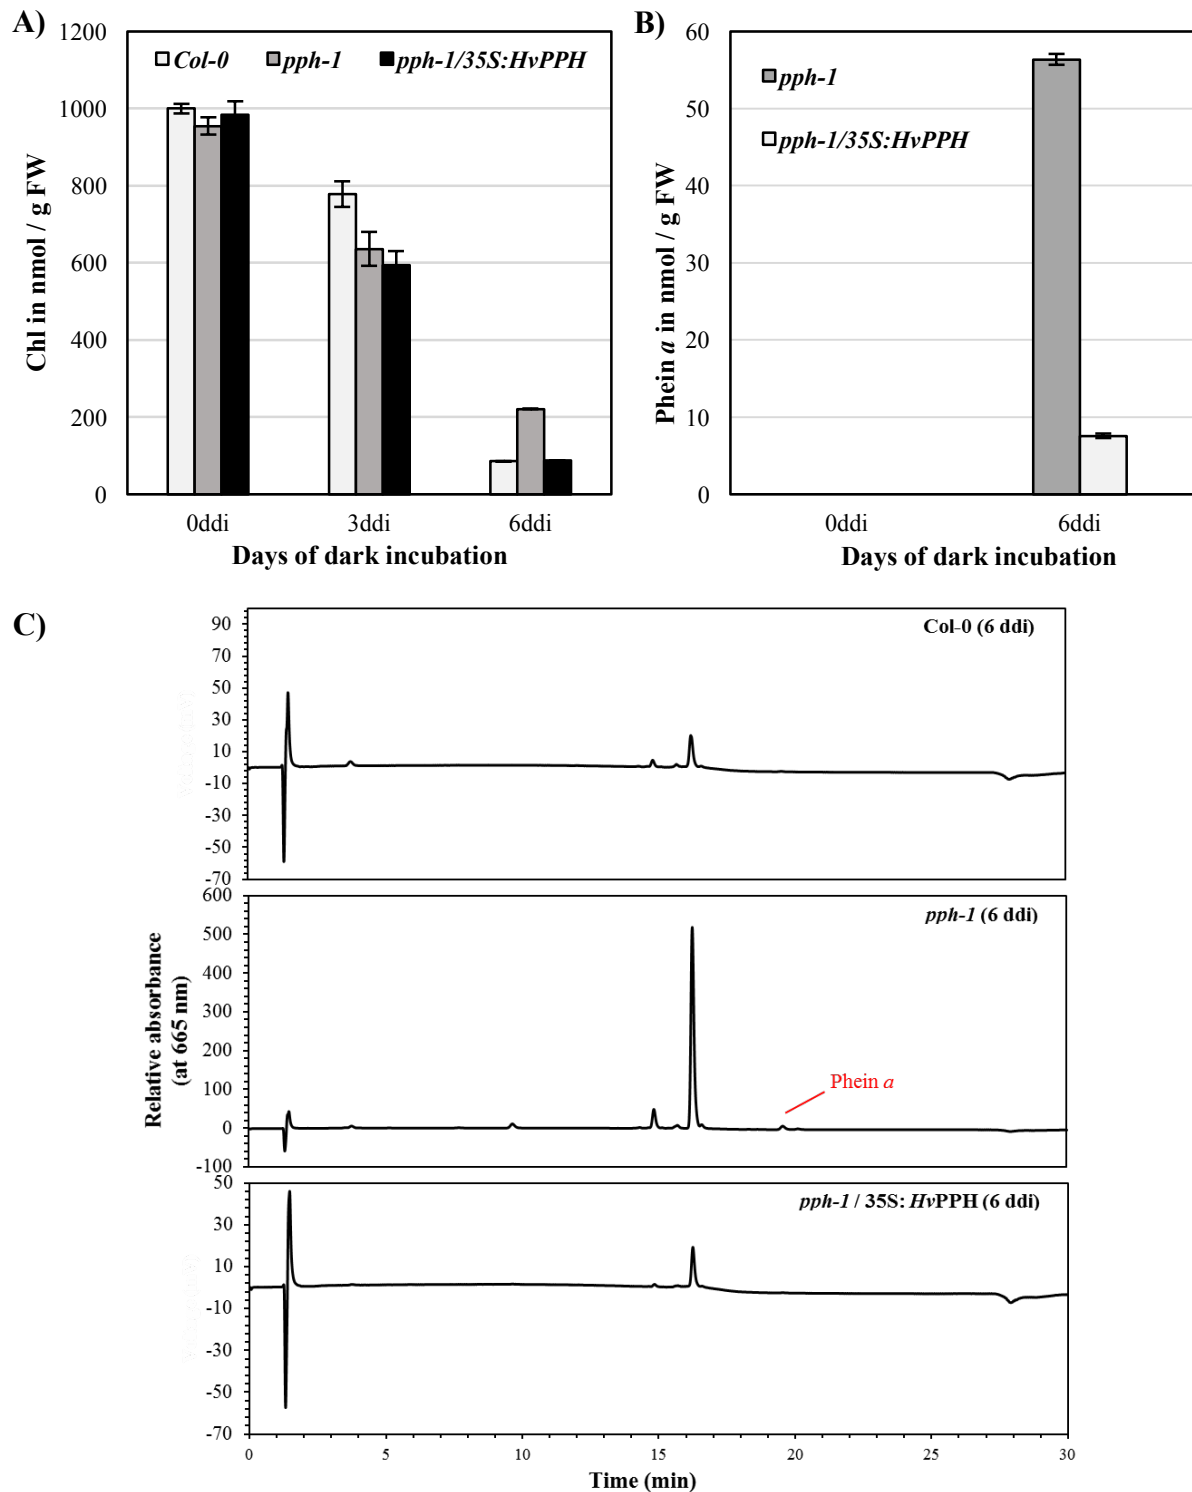 A)
1200
1000
800
600
400
200
0
Chl in nmol / g FW
Col-0 pph-1 pph-1/35S:HvPPH
0ddi 3ddi 6ddi
Days of dark incubation
B)
60
50
40
30
20
10
0
Phein a in nmol / g FW
pph-1
pph-1/35S:HvPPH
0ddi 6ddi
Days of dark incubation
C)
Relative absorbance
(at 665 nm)
90
70
50
30
10
-10
-30
-50
-70
Col-0 (6 ddi)
600
500
400
300
200
100
0
-100
pph-1 (6 ddi)
Phein a
50
30
10
-10
-30
-50
-70
pph-1 / 35S: HvPPH (6 ddi)
0 5 10 15 20 25 30
Time (min)